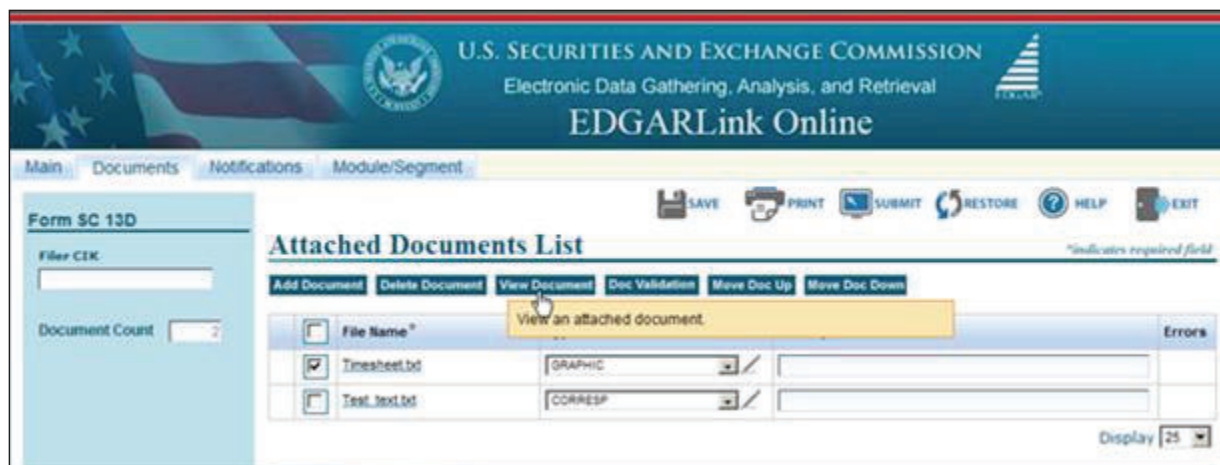 U.S. SECURITIES AND EXCHANGE COMMISSION
Electronic Data Gathering, Analysis, and Retrieval
EDGAR
EDGARLink Online
Main Documents Notifications Module/Segment
SAVE PRINT SUBMIT RESTORE HELP EXIT
Form SC 13D
Attached Documents List
*indicates required field
Filer CIK
Add Document Delete Document View Document Doc Validation Move Doc Up Move Doc Down
View an attached document.
Document Count 2
File Name* Errors
Timesheet.txt GRAPHIC
Test_text.txt CORRESP
Display 25